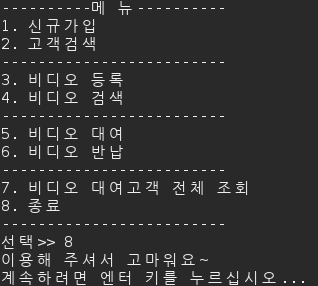 ----------메 뉴----------
1. 신규가입
2. 고객검색
-------------------------
3. 비디오 등록
4. 비디오 검색
-------------------------
5. 비디오 대여
6. 비디오 반납
-------------------------
7. 비디오 대여고객 전체 조회
8. 종료
-------------------------
선택>> 8
이용해 주셔서 고마워요~
계속하려면 엔터 키를 누르십시오...